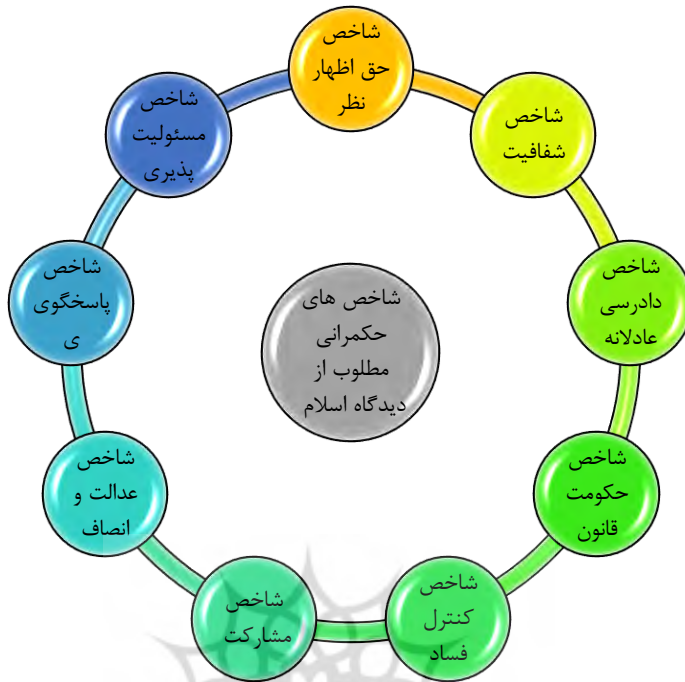 شاخص
حق اظهار
نظر
شاخص
شفافیت
شاخص
دادرسی
عادلانه
شاخص
حکومت
قانون
شاخص
کنترل
فساد
شاخص
مشارکت
شاخص
عدالت و
انصاف
شاخص
پاسخگوی
ی
شاخص
مسئولیت
پذیری
شاخص های
حکمرانی
مطلوب از
دیدگاه اسلام